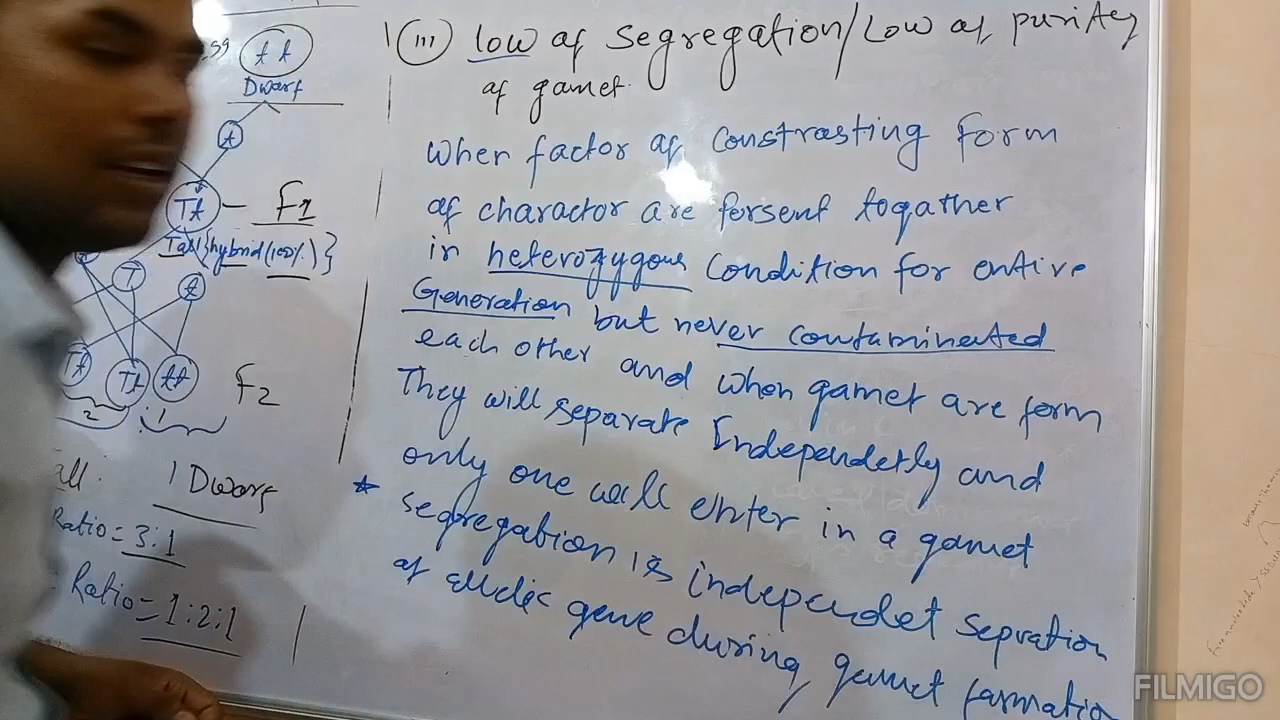 tt
Dwarf
t
Tt - F1
Tall {hybrid (100%)}
T t
Tt Tt tt F2
2 1
all: 1 Dwarf
Ratio = 3:1
Ratio = 1:2:1
(III) low of segregation/Low of purity
of gamet.
When factor of Constrasting form
of charactor are persent togather
in heterozygous Condition for entire
Generation but never contaminented
each other and when gamet are form
They will separate Independetly and
only one will enter in a gamet
* segregation is independet sepration
of allelic gene during gamet formation
FILMIGO